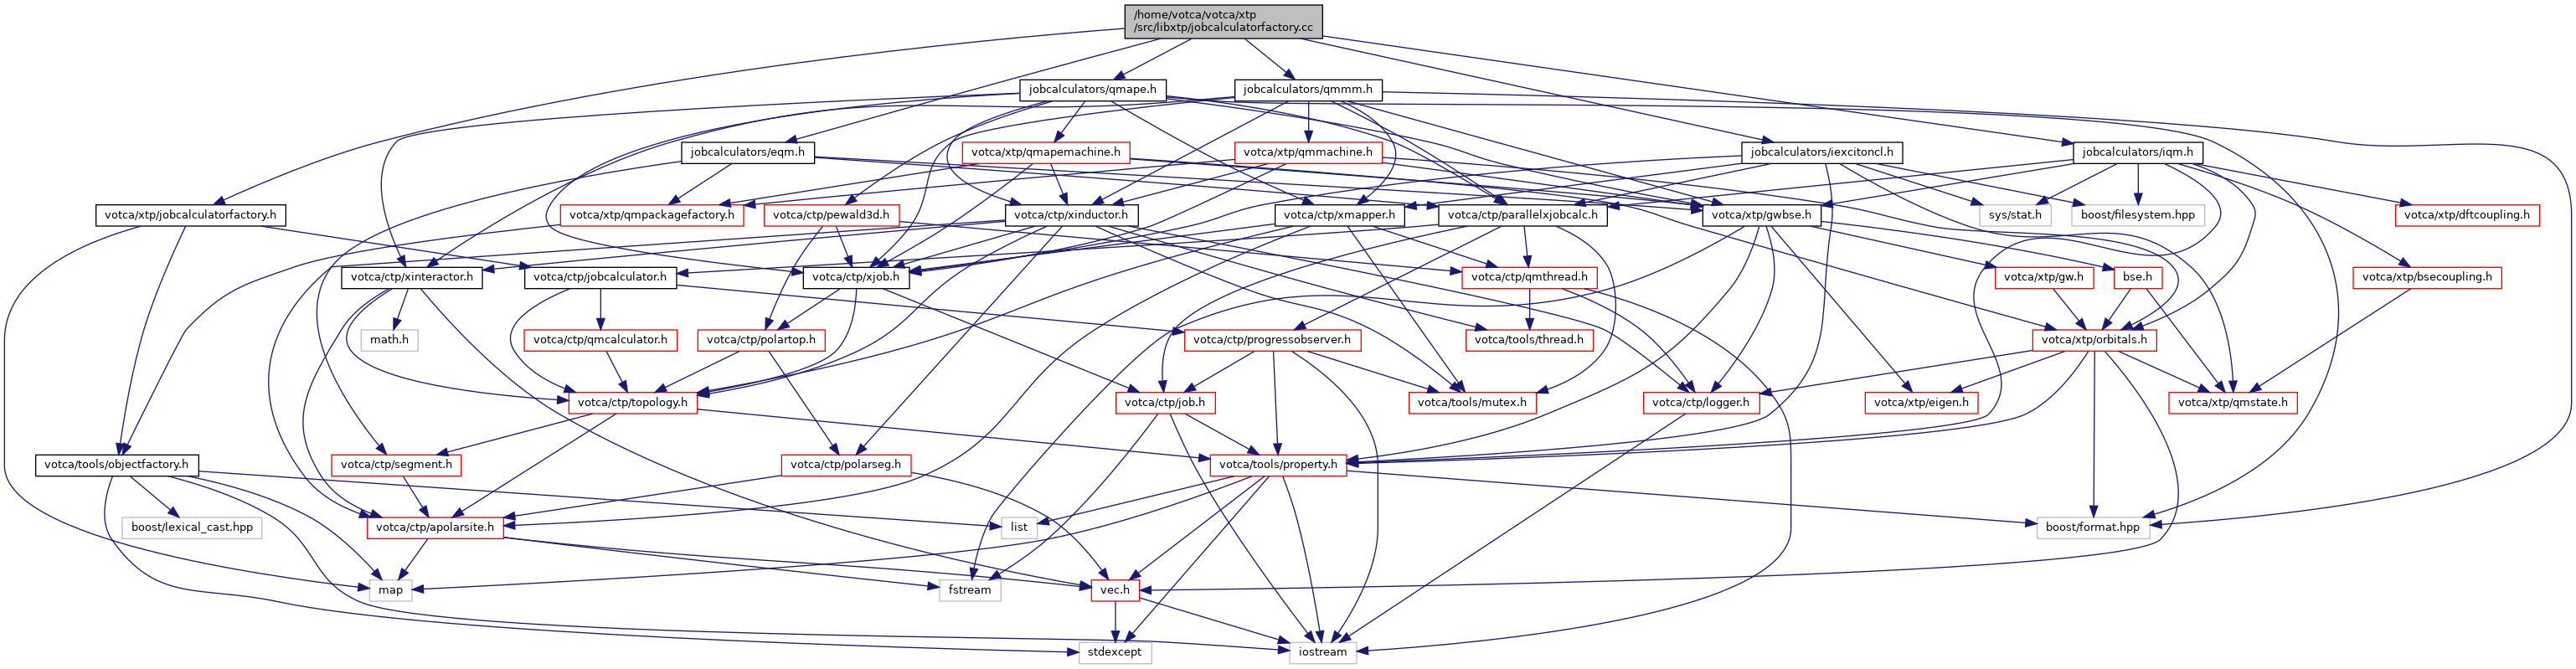 /home/votca/votca/xtp
/src/libxtp/jobcalculatorfactory.cc
jobcalculators/qmape.h
jobcalculators/qmmm.h
jobcalculators/eqm.h
votca/xtp/qmapemachine.h
votca/xtp/qmmachine.h
jobcalculators/iexcitoncl.h
jobcalculators/iqm.h
votca/xtp/jobcalculatorfactory.h
votca/xtp/qmpackagefactory.h
votca/ctp/pewald3d.h
votca/ctp/xinductor.h
votca/ctp/xmapper.h
votca/ctp/parallelxjobcalc.h
votca/xtp/gwbse.h
sys/stat.h
boost/filesystem.hpp
votca/xtp/dftcoupling.h
votca/ctp/xinteractor.h
votca/ctp/jobcalculator.h
votca/ctp/xjob.h
votca/ctp/qmthread.h
votca/xtp/gw.h
bse.h
votca/xtp/bsecoupling.h
math.h
votca/ctp/qmcalculator.h
votca/ctp/polartop.h
votca/ctp/progressobserver.h
votca/tools/thread.h
votca/xtp/orbitals.h
votca/ctp/topology.h
votca/ctp/job.h
votca/tools/mutex.h
votca/ctp/logger.h
votca/xtp/eigen.h
votca/xtp/qmstate.h
votca/tools/objectfactory.h
votca/ctp/segment.h
votca/ctp/polarseg.h
votca/tools/property.h
boost/lexical_cast.hpp
votca/ctp/apolarsite.h
list
boost/format.hpp
map
fstream
vec.h
stdexcept
iostream